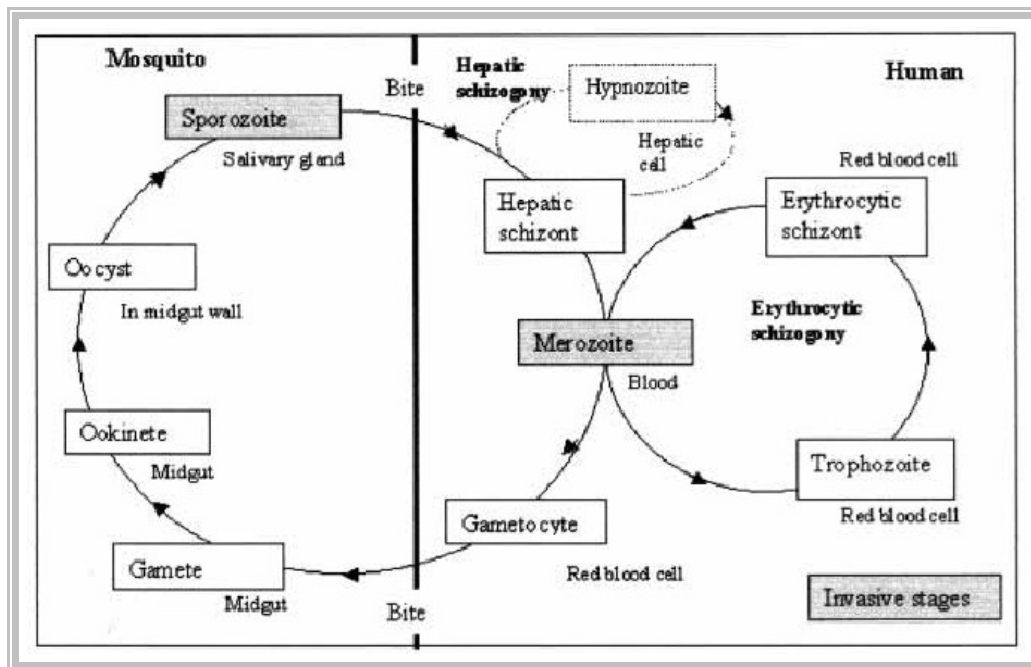 Mosquito
Bite
Hepatic
schizogony
Hypnozoite
Human
Sporozoite
Salivary gland
Hepatic
cell
Red blood cell
Hepatic
schizont
Erythrocytic
schizont
Oocyst
In midgut wall
Erythrocytic
schizogony
Merozoite
Blood
Ookinete
Midgut
Trophozoite
Red blood cell
Gametocyte
Red blood cell
Gamete
Midgut
Bite
Invasive stages